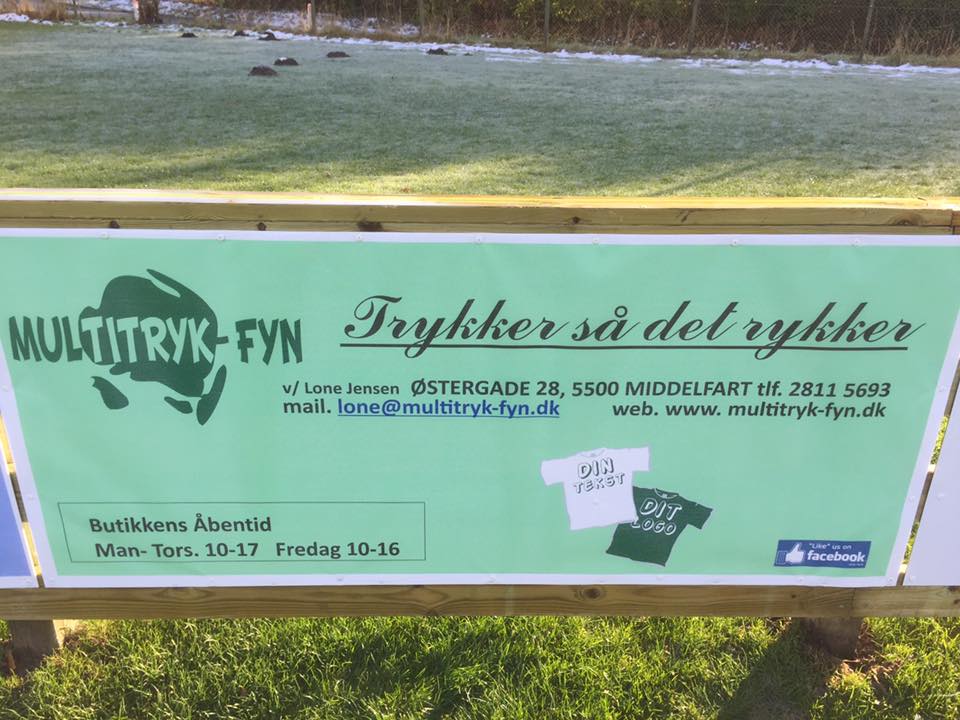 MULTITRYK-FYN
Trykker så det rykker
v/ Lone Jensen ØSTERGADE 28, 5500 MIDDELFART tlf. 2811 5693
mail. lone@multitryk-fyn.dk web. www. multitryk-fyn.dk
DIN
TEKST
DIT
LOGO
Butikkens Åbentid
Man- Tors. 10-17 Fredag 10-16
"Like" us on
facebook